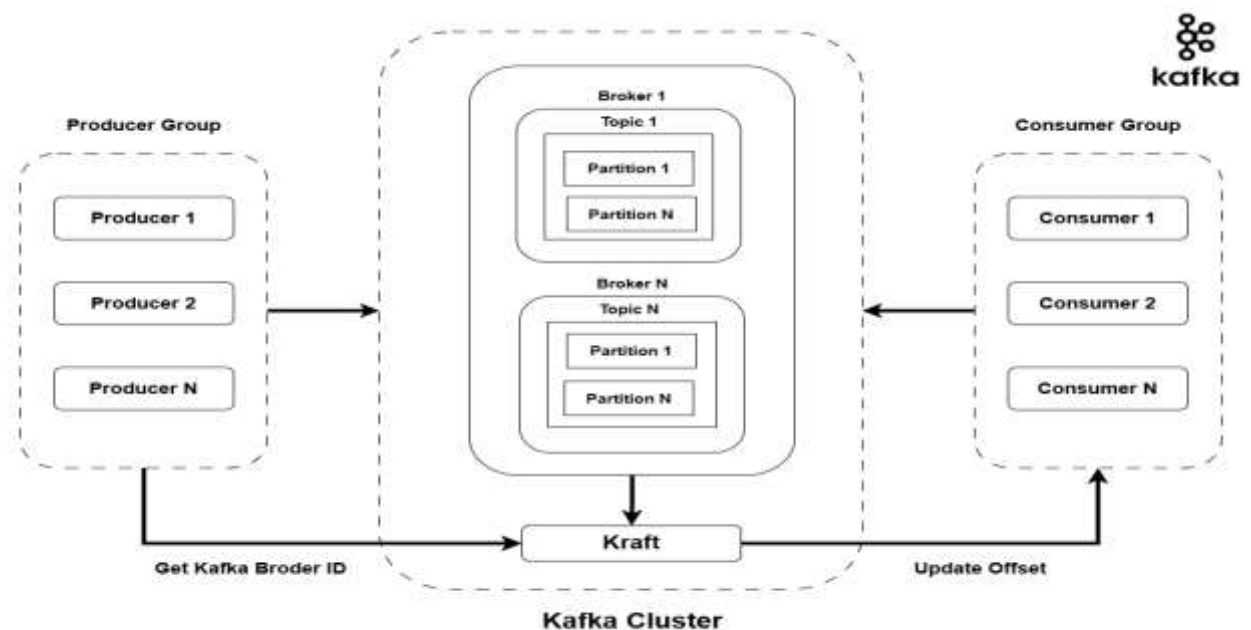 kafka
Producer Group
Producer 1
Producer 2
Producer N
Broker 1
Topic 1
Partition 1
Partition N
Broker N
Topic N
Partition 1
Partition N
Kraft
Consumer Group
Consumer 1
Consumer 2
Consumer N
Get Kafka Broder ID
Update Offset
Kafka Cluster